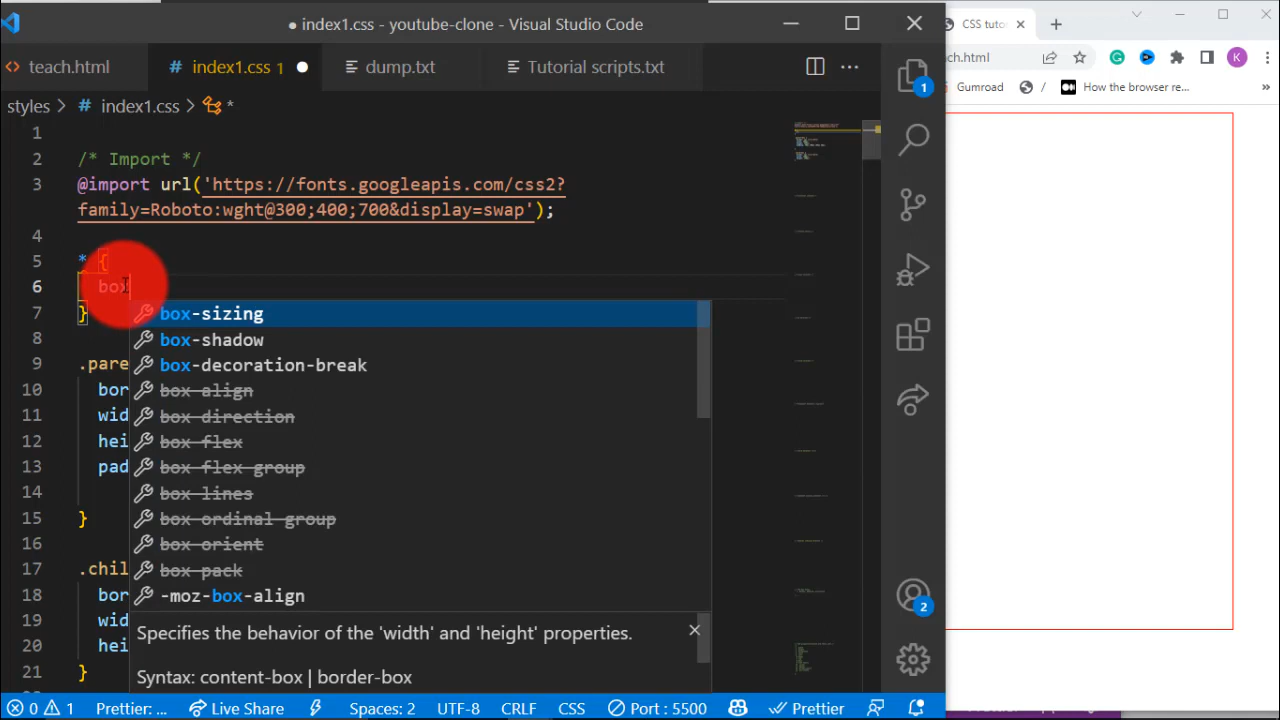 index1.css - youtube-clone - Visual Studio Code
CSS tuto
teach.html
index1.css 1
dump.txt
Tutorial scripts.txt
ch.html
K
styles > # index1.css > *
Gumroad
/
How the browser re...
»
1
1
2 /* Import */
3 @import url('https://fonts.googleapis.com/css2?
family=Roboto:wght@300;400;700&display=swap');
4
5 * {
6 box
7 }
8
9 .pare
10 bor
11 wid
12 hei
13 pad
14
15 }
16
17 .chil
18 bor
19 wid
20 hei
21 }
box-sizing
box-shadow
box-decoration-break
box-align
box-direction
box-flex
box-flex-group
box-lines
box-ordinal-group
box-orient
box-pack
-moz-box-align
Specifies the behavior of the 'width' and 'height' properties.
Syntax: content-box | border-box
2
0 1 Prettier: ... Live Share Spaces: 2 UTF-8 CRLF CSS Port : 5500 Prettier